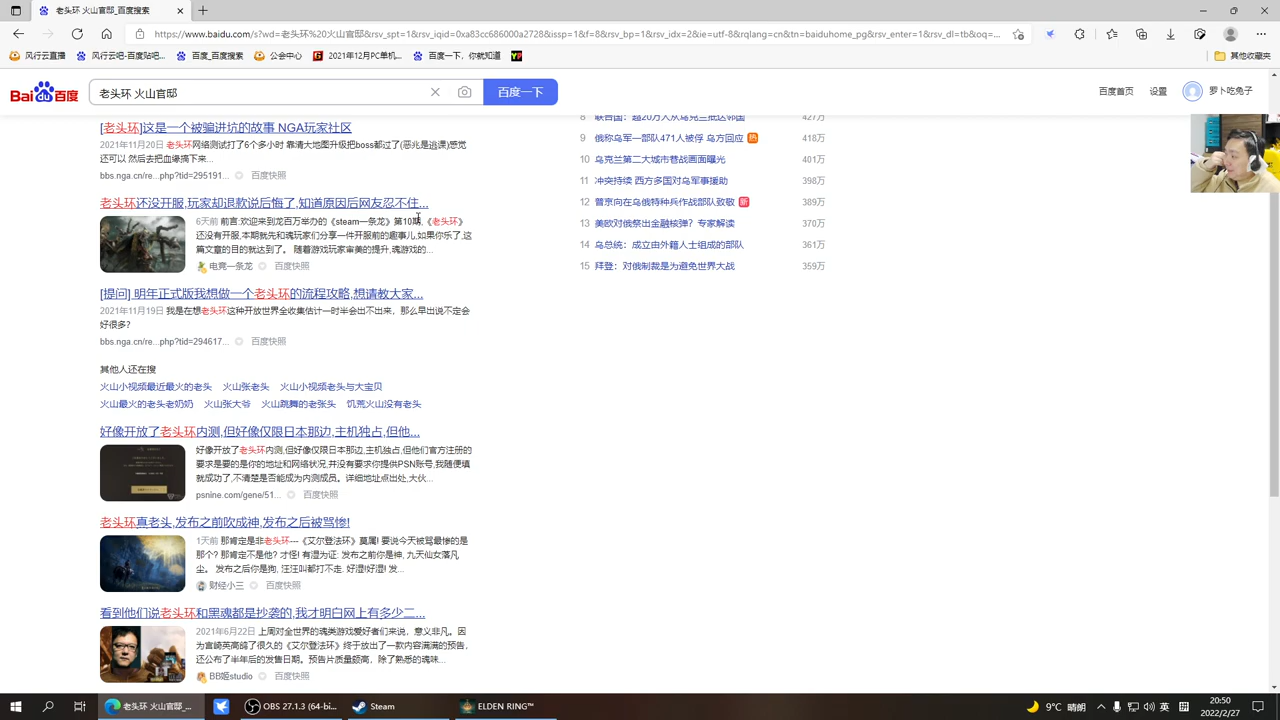 老头环 火山官邸_百度搜索
https://www.baidu.com/s?wd=老头环%20火山官邸&rsv_spt=1&rsv_iqid=0xa83cc686000a2728&issp=1&f=8&rsv_bp=1&rsv_idx=2&ie=utf-8&rqlang=cn&tn=baiduhome_pg&rsv_enter=1&rsv_dl=tb&oq=...
风行云直播 风行云吧-百度贴吧... 百度_百度搜索 公会中心 2021年12月PC单机... 百度一下，你就知道 其他收藏夹
Bai 百度 老头环 火山官邸 百度一下 百度首页 设置 罗卜吃兔子
[老头环]这是一个被骗进坑的故事 NGA玩家社区
2021年11月20日 老头环网络测试打了6个多小时 靠清大地图升级把boss都过了(恶兆是逃课)感觉
还可以 然后去把血缘搞下来...
bbs.nga.cn/re...php?tid=295191... 百度快照
老头环还没开服,玩家却退款说后悔了,知道原因后网友忍不住...
6天前 前言:欢迎来到龙百万举办的《steam一条龙》第10期,《老头环》
还没有开服,本期就先和魂玩家们分享一件开服前的趣事儿,如果你乐了,这
篇文章的目的就达到了。 随着游戏玩家审美的提升,魂游戏的...
电竞一条龙 百度快照
[提问] 明年正式版我想做一个老头环的流程攻略,想请教大家...
2021年11月19日 我是在想老头环这种开放世界全收集估计一时半会出不出来，那么早出说不定会
好很多?
bbs.nga.cn/re...php?tid=294617... 百度快照
其他人还在搜
火山小视频最近最火的老头 火山张老头 火山小视频老头与大宝贝
火山最火的老头老奶奶 火山张大爷 火山跳舞的老张头 饥荒火山没有老头
好像开放了老头环内测,但好像仅限日本那边,主机独占,但他...
好像开放了老头环内测,但好像仅限日本那边,主机独占,但他们官方注册的
要求是要的是你的地址和网络状况,并没有要求你提供PSN账号,我随便填
就成功了,不清楚是否能成为内测成员。详细地址点出处,大伙...
psnine.com/gene/51... 百度快照
老头环真老头,发布之前吹成神,发布之后被骂惨!
1天前 那肯定是非老头环---《艾尔登法环》莫属! 要说今天被骂最惨的是
那个? 那肯定不是他? 才怪! 有湿为证: 发布之前你是神, 九天仙女落凡
尘。 发布之后你是狗, 汪汪叫都打不走. 好湿!好湿! 发...
财经小三 百度快照
看到他们说老头环和黑魂都是抄袭的,我才明白网上有多少二...
2021年6月22日 上周对全世界的魂类游戏爱好者们来说，意义非凡。因
为宫崎英高鸽了很久的《艾尔登法环》终于放出了一款内容满满的预告，
还公布了半年后的发售日期。预告片质量颇高，除了熟悉的魂味...
BB姬studio 百度快照
8 联合国：超20万人从乌克兰抵达邻国 427万
9 俄称乌军一部队471人被俘 乌方回应 热 418万
10 乌克兰第二大城市巷战画面曝光 401万
11 冲突持续 西方多国对乌军事援助 398万
12 普京向在乌俄特种兵作战部队致敬 新 389万
13 美欧对俄祭出金融核弹？专家解读 370万
14 乌总统：成立由外籍人士组成的部队 361万
15 拜登：对俄制裁是为避免世界大战 359万
老头环 火山官邸_... OBS 27.1.3 (64-bi... Steam ELDEN RING™ 9°C 晴朗 英 拼 20:50
2022/2/27